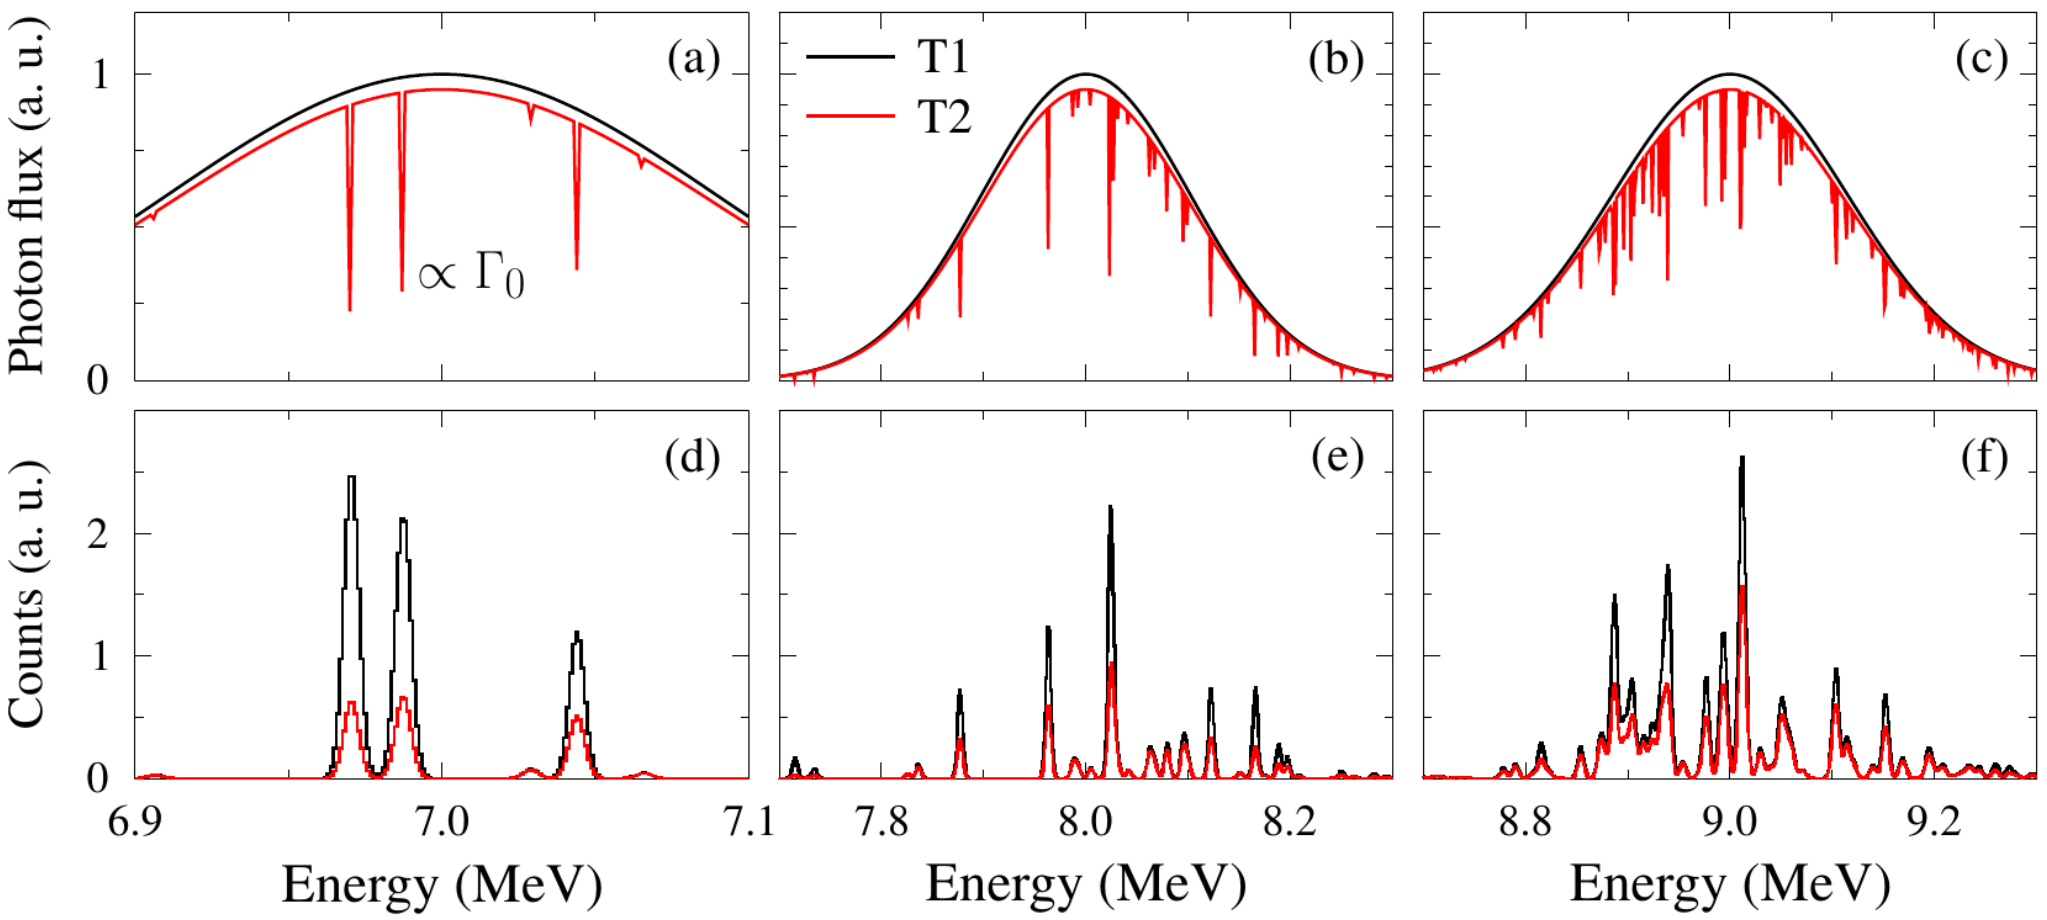 Photon flux (a. u.)
1
0
(a)
∝ Γ0
T1
T2
(b)
(c)
Counts (a. u.)
2
1
0
(d)
(e)
(f)
6.9 7.0 7.1
7.8 8.0 8.2
8.8 9.0 9.2
Energy (MeV)
Energy (MeV)
Energy (MeV)